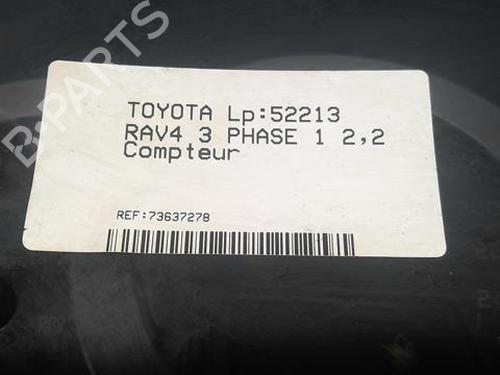 B-PARTS
TOYOTA Lp:52213
RAV4 3 PHASE 1 2,2
Compteur
REF:73637278